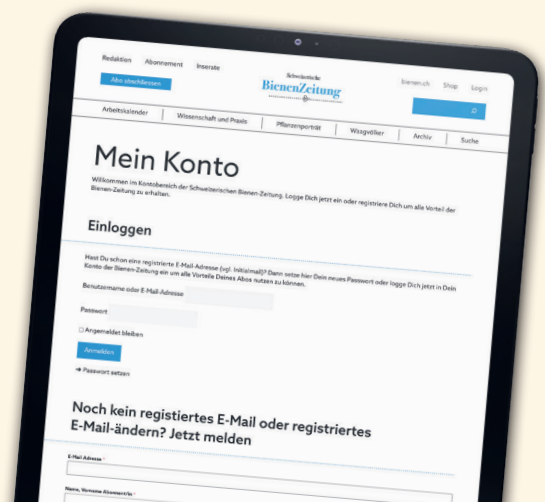 Redaktion Abonnement Inserate
bienen.ch Shop Login
Abo abschliessen
Schweizerische
BienenZeitung
Arbeitskalender Wissenschaft und Praxis Pflanzenporträt Waagvölker Archiv Suche
Mein Konto
Willkommen im Kontobereich der Schweizerischen Bienen-Zeitung. Logge Dich jetzt ein oder registriere Dich um alle Vorteil der
Bienen-Zeitung zu erhalten.
Einloggen
Hast Du schon eine registrierte E-Mail-Adresse (vgl. Initialmail)? Dann setze hier Dein neues Passwort oder logge Dich jetzt in Dein
Konto der Bienen-Zeitung ein um alle Vorteile Deines Abos nutzen zu können.
Benutzername oder E-Mail-Adresse
Passwort
Angemeldet bleiben
Anmelden
➔ Passwort setzen
Noch kein registiertes E-Mail oder registriertes
E-Mail-ändern? Jetzt melden
E-Mail Adresse *
Name, Vorname Abonnent/in *